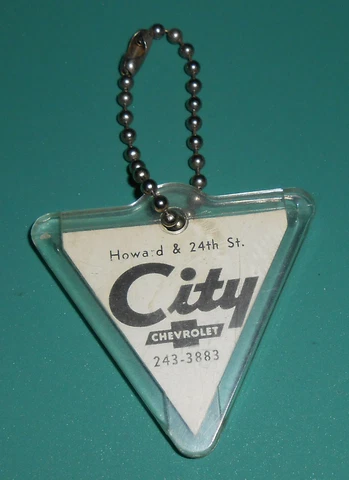 Howard & 24th St.
City
CHEVROLET
243-3883